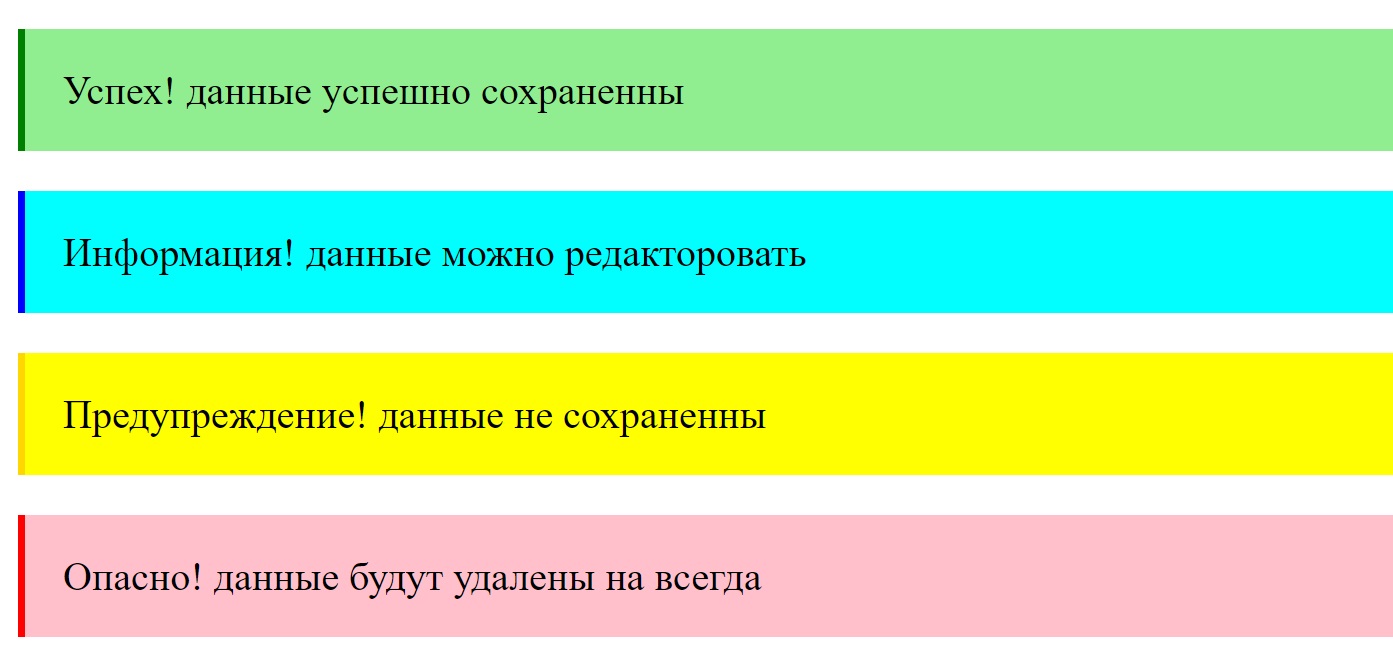 Успех! данные успешно сохраненны
Информация! данные можно редакторовать
Предупреждение! данные не сохраненны
Опасно! данные будут удалены на всегда